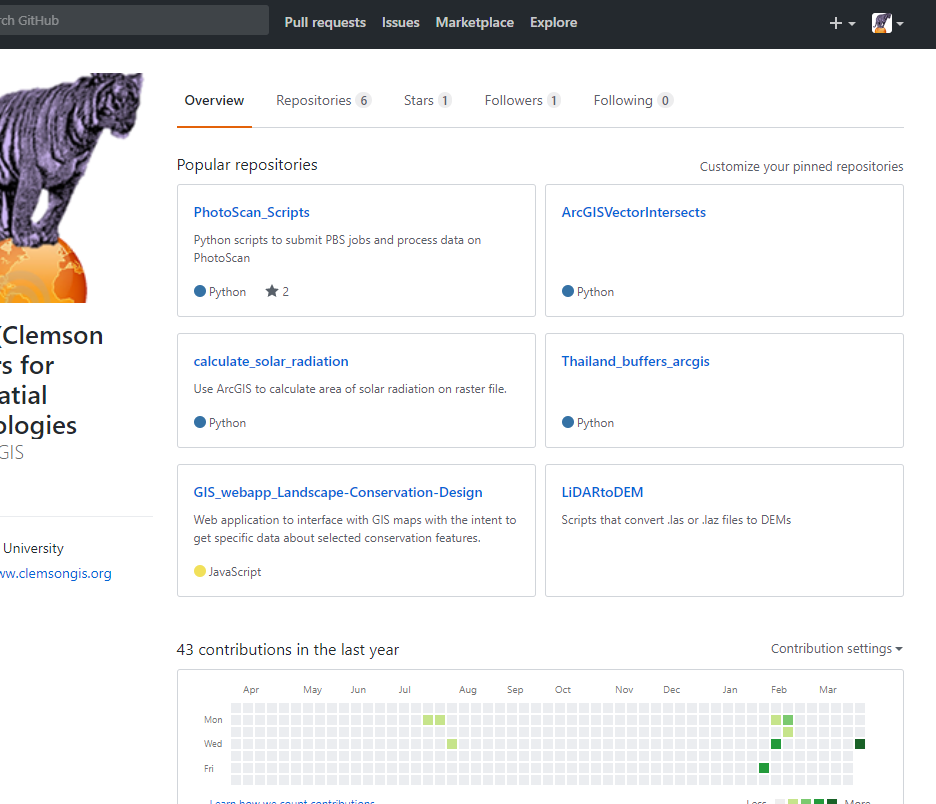 rch GitHub
Pull requests Issues Marketplace Explore
Overview Repositories 6 Stars 1 Followers 1 Following 0
Popular repositories
Customize your pinned repositories
PhotoScan_Scripts
Python scripts to submit PBS jobs and process data on
PhotoScan
Python 2
ArcGISVectorIntersects
Python
calculate_solar_radiation
Use ArcGIS to calculate area of solar radiation on raster file.
Python
Thailand_buffers_arcgis
Python
GIS_webapp_Landscape-Conservation-Design
Web application to interface with GIS maps with the intent to
get specific data about selected conservation features.
JavaScript
LiDARtoDEM
Scripts that convert .las or .laz files to DEMs
(Clemson
rs for
atial
ologies
GIS
University
ww.clemsongis.org
43 contributions in the last year
Contribution settings
Apr May Jun Jul Aug Sep Oct Nov Dec Jan Feb Mar
Mon
Wed
Fri
Learn how we count contributions
Less More